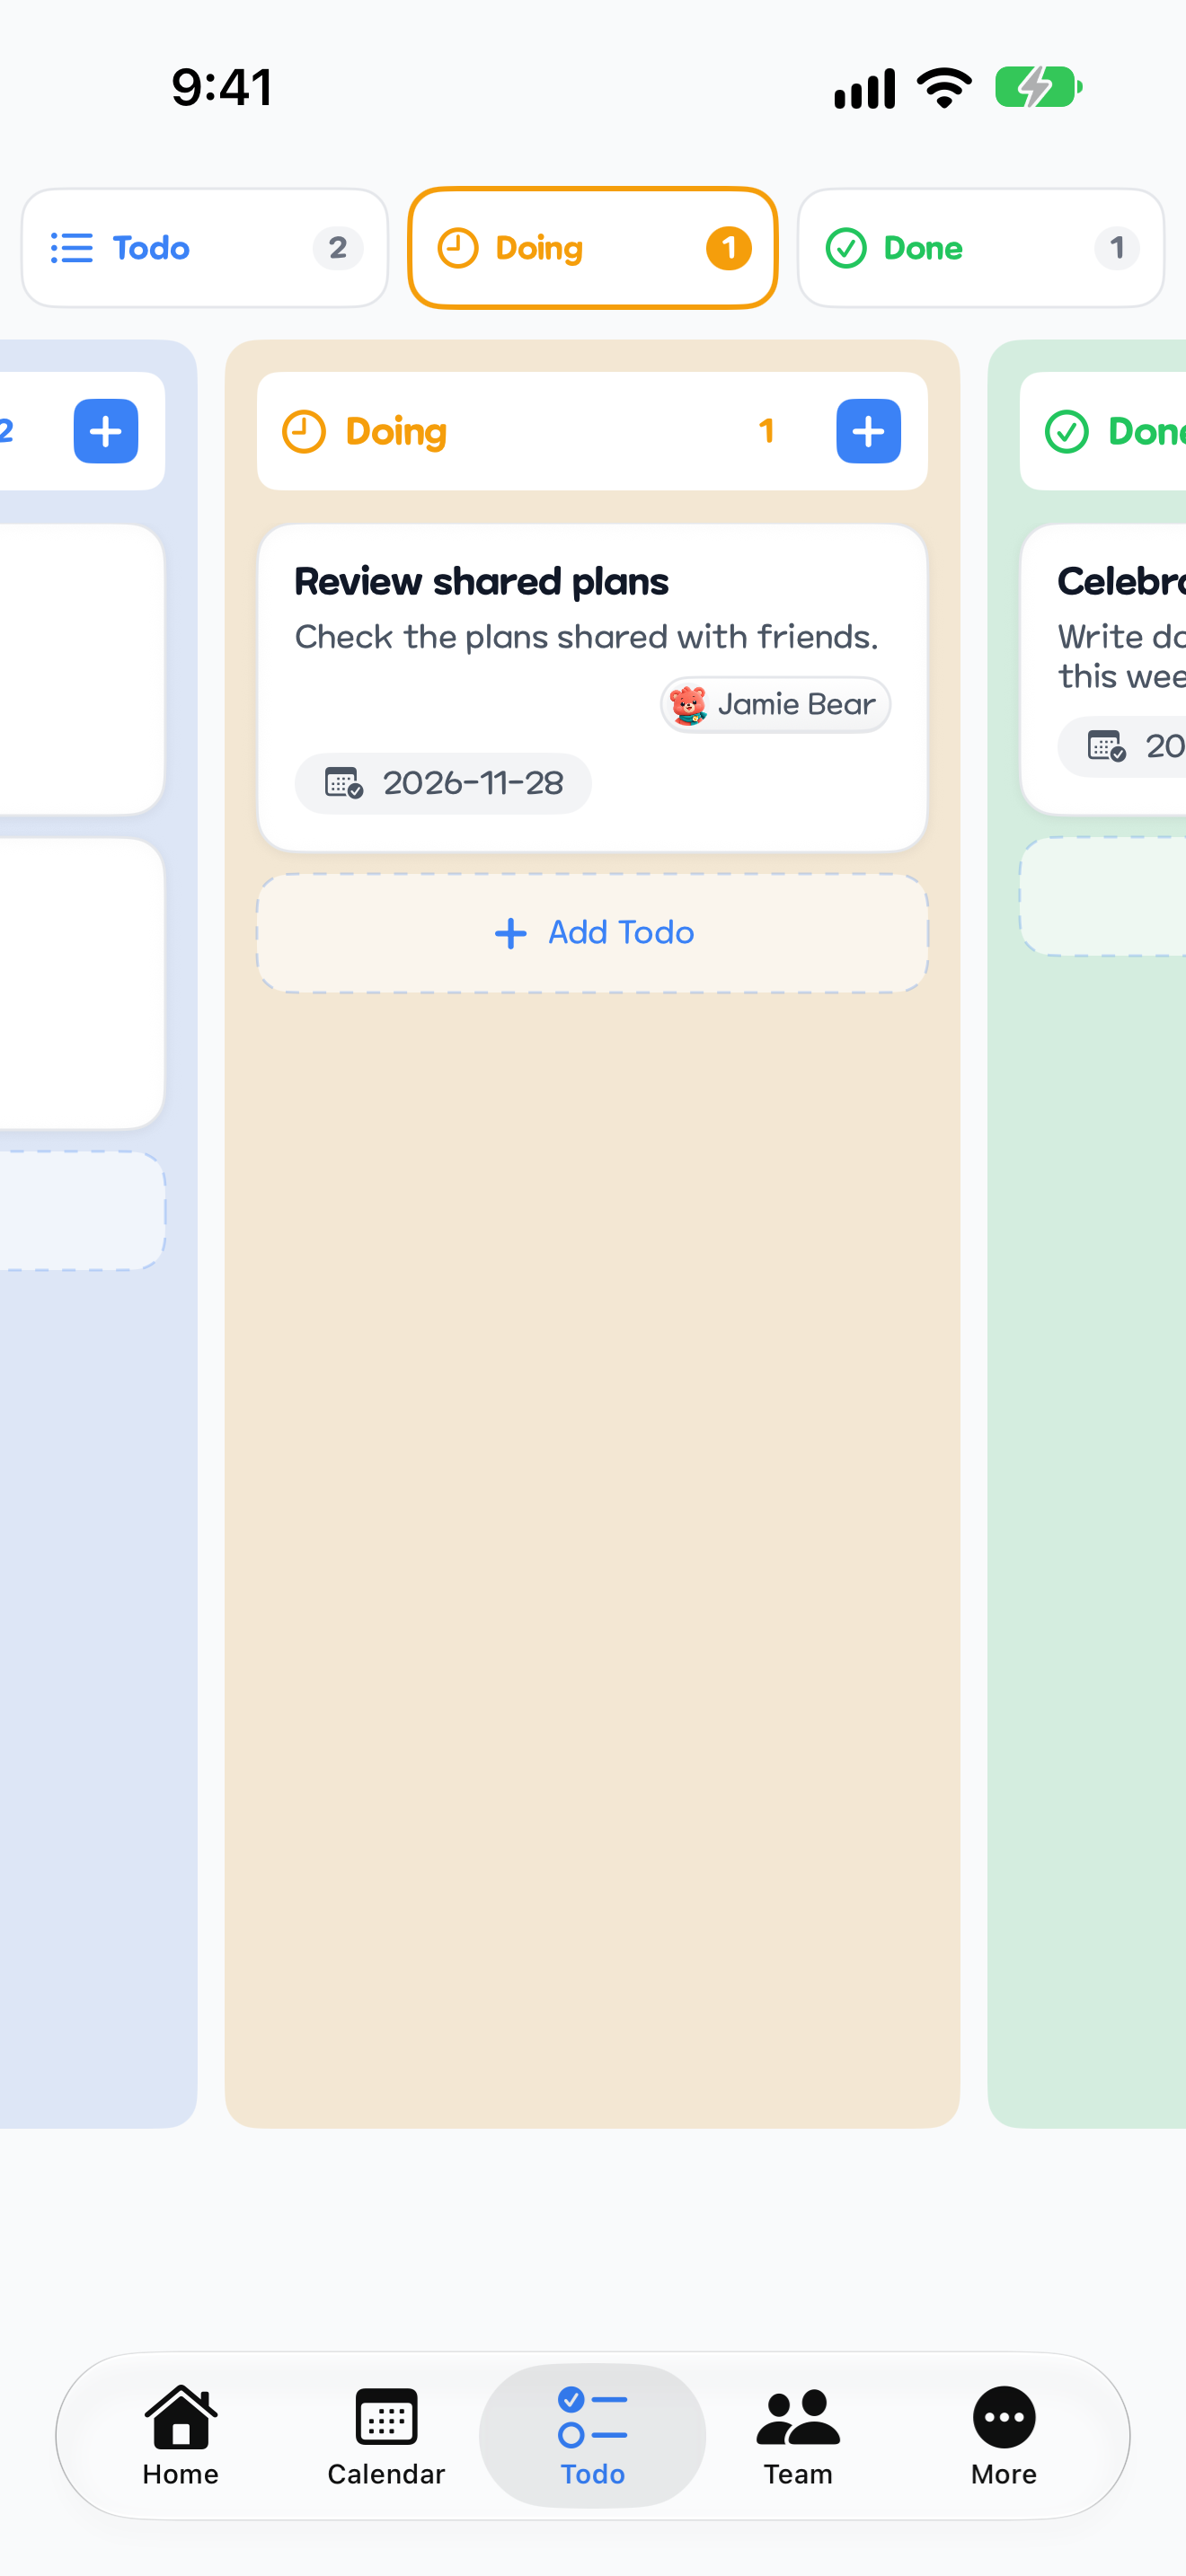 9:41
Todo 2
Doing 1
Done 1
2
Doing 1
Review shared plans
Check the plans shared with friends.
Jamie Bear
2026-11-28
Add Todo
Home
Calendar
Todo
Team
More